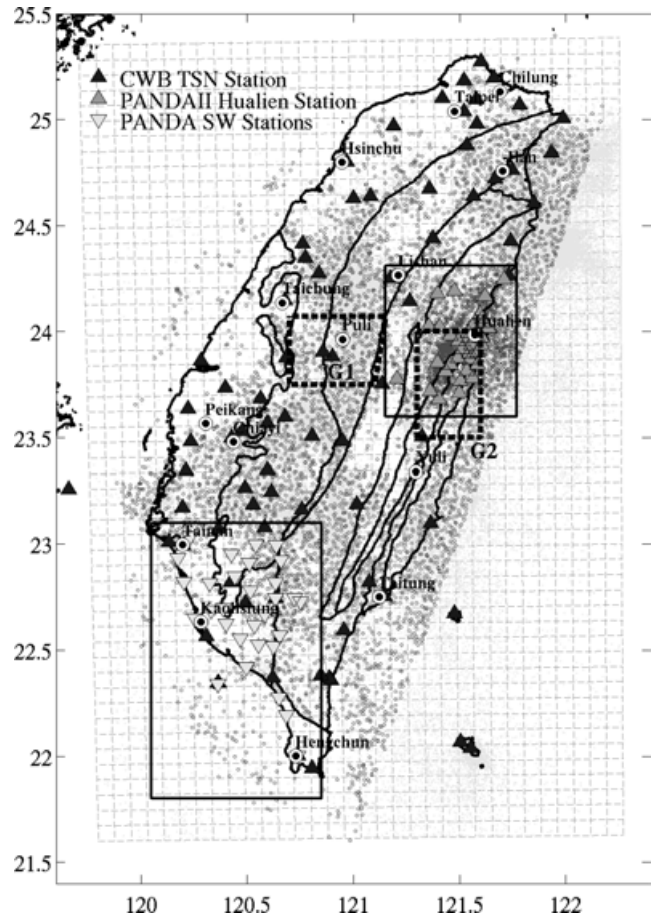 25.5
CWB TSN Station
PANDAII Hualien Station
PANDA SW Stations
Chilung
Taipei
25
Hsinchu
Ilan
24.5
Lishan
Taichung
24
Puli
Hualien
G1
Peikang
23.5
Chiayi
G2
Yuli
23
Tainan
Taitung
Kaohsiung
22.5
22
Hengchun
21.5
120
120.5
121
121.5
122